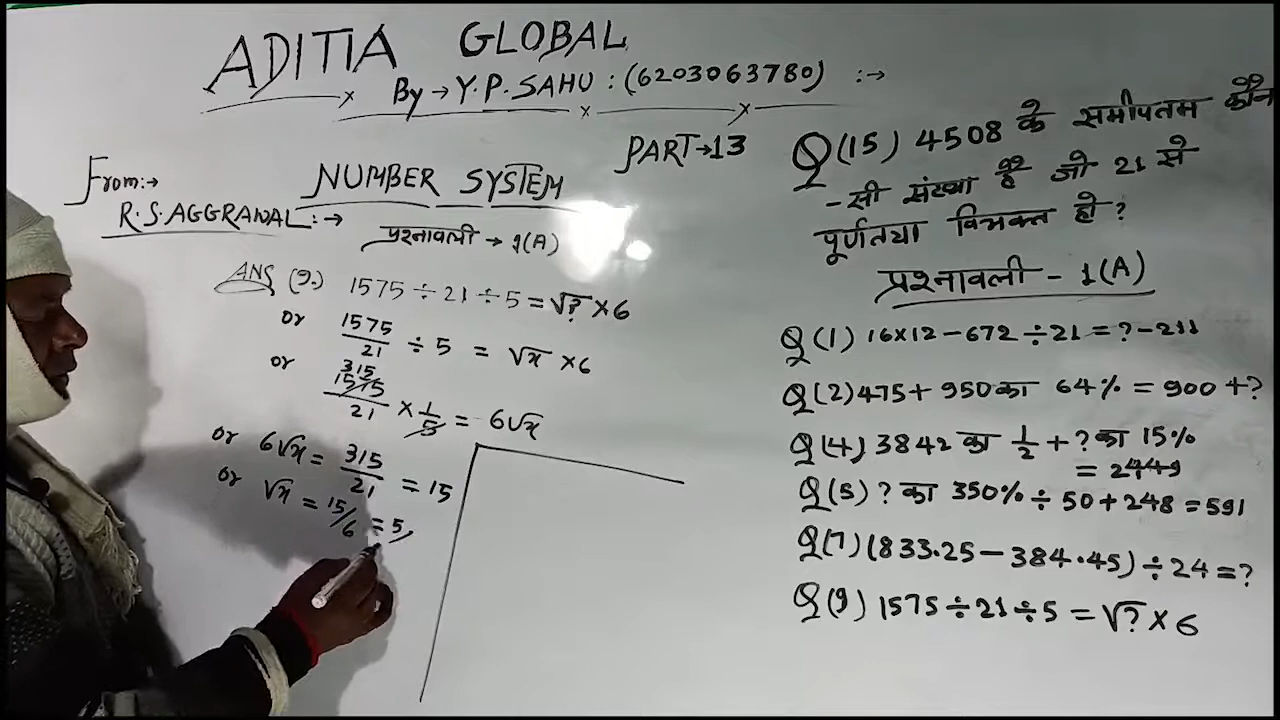 ADITIA GLOBAL
By → Y.P. SAHU : (6203063780) :→
PART→13
From:→
R.S. AGGRAWAL :→
NUMBER SYSTEM
प्रश्नावली → 1(A)
ANS (9.) 1575 ÷ 21 ÷ 5 = √? × 6
or 1575/21 ÷ 5 = √x × 6
or 315
1575/21 × 1/5 = 6√x
or 6√x = 315/21 = 15
or √x = 15/6 = 5
Q(15) 4508 के समीपतम कौन
-सी संख्या है जो 21 से
पूर्णतया विभक्त हो ?
प्रश्नावली - 1(A)
Q(1) 16×12 - 672 ÷ 21 = ? - 211
Q(2) 475 + 950 का 64% = 900 + ?
Q(4) 3842 का 1/2 + ? का 15%
= 2449
Q(5) ? का 350% ÷ 50 + 248 = 591
Q(7) (833.25 - 384.45) ÷ 24 = ?
Q(9) 1575 ÷ 21 ÷ 5 = √? × 6